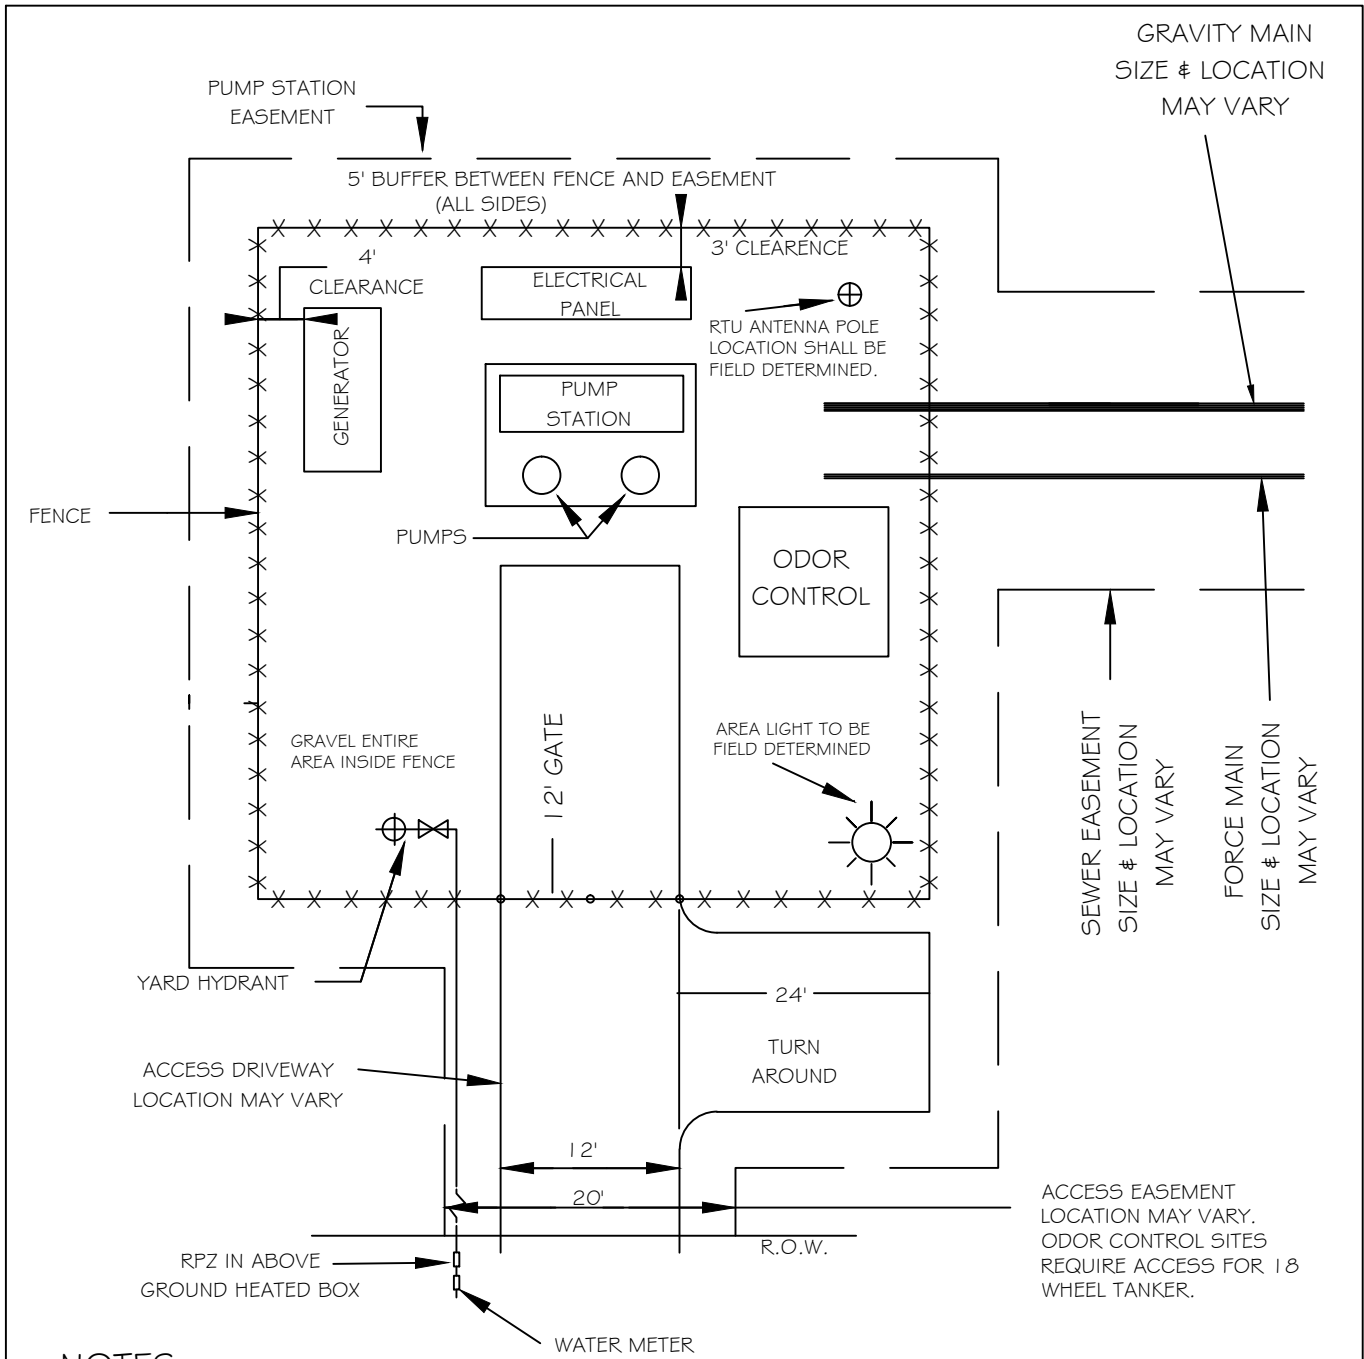 GRAVITY MAIN
SIZE & LOCATION
MAY VARY
PUMP STATION
EASEMENT
5' BUFFER BETWEEN FENCE AND EASEMENT
(ALL SIDES)
3' CLEARENCE
4'
CLEARANCE
ELECTRICAL
PANEL
RTU ANTENNA POLE
LOCATION SHALL BE
FIELD DETERMINED.
GENERATOR
PUMP
STATION
FENCE
PUMPS
ODOR
CONTROL
GRAVEL ENTIRE
AREA INSIDE FENCE
12' GATE
AREA LIGHT TO BE
FIELD DETERMINED
SEWER EASEMENT
SIZE & LOCATION
MAY VARY
FORCE MAIN
SIZE & LOCATION
MAY VARY
YARD HYDRANT
24'
TURN
AROUND
ACCESS DRIVEWAY
LOCATION MAY VARY
12'
20'
R.O.W.
ACCESS EASEMENT
LOCATION MAY VARY.
ODOR CONTROL SITES
REQUIRE ACCESS FOR 18
WHEEL TANKER.
RPZ IN ABOVE
GROUND HEATED BOX
WATER METER
NOTES